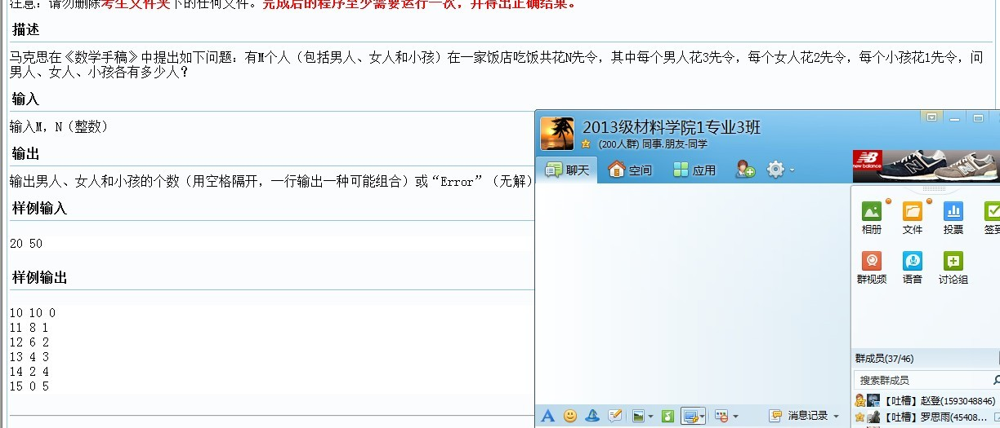 注意：请勿删除考生文件夹下的任何文件。完成后的程序至少需要运行一次，并得出正确结果。
描述
马克思在《数学手稿》中提出如下问题：有M个人（包括男人、女人和小孩）在一家饭店吃饭共花N先令，其中每个男人花3先令，每个女人花2先令，每个小孩花1先令，问
男人、女人、小孩各有多少人？
输入
输入M，N（整数）
输出
输出男人、女人和小孩的个数（用空格隔开，一行输出一种可能组合）或“Error”（无解）
样例输入
20 50
样例输出
10 10 0
11 8 1
12 6 2
13 4 3
14 2 4
15 0 5
2013级材料学院1专业3班
(200人群) 同事.朋友-同学
聊天 空间 应用
new balance
相册 文件 投票 签到
群视频 语音 讨论组
群成员(37/46)
搜索群成员
【吐槽】赵登(1593048846)
【吐槽】罗思雨(45408...
消息记录